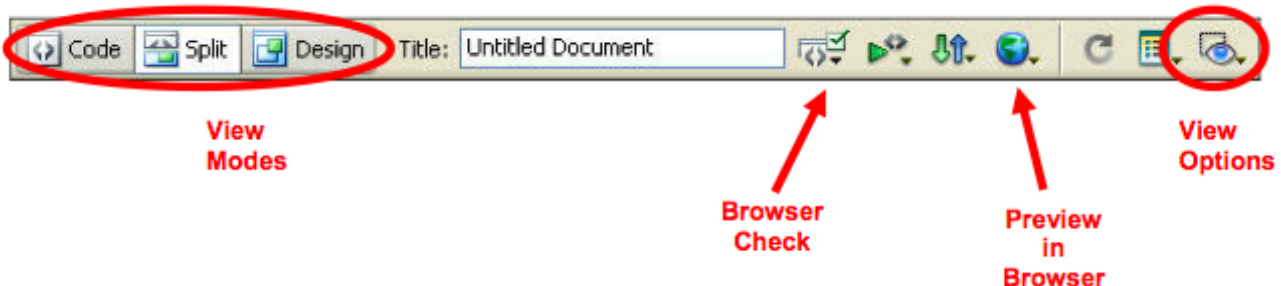 Code Split Design Title: Untitled Document
View
Modes
View
Options
Browser
Check
Preview
in
Browser